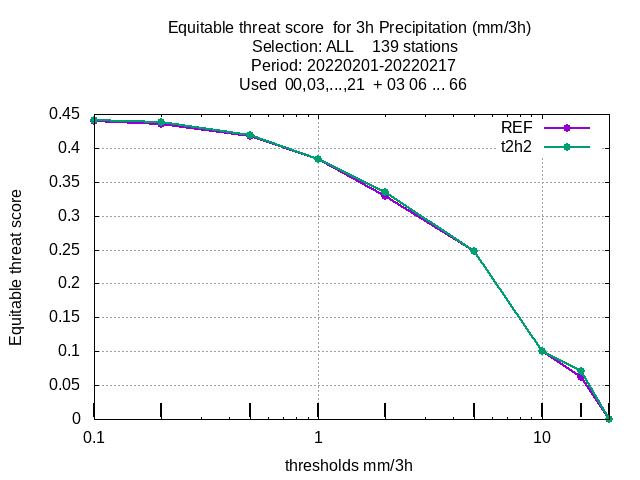 Equitable threat score  for 3h Precipitation (mm/3h)
Selection: ALL    139 stations
Period: 20220201-20220217
Used  00,03,...,21  + 03 06 ... 66
REF
t2h2
Equitable threat score
0.45
0.4
0.35
0.3
0.25
0.2
0.15
0.1
0.05
0
0.1
1
10
thresholds mm/3h